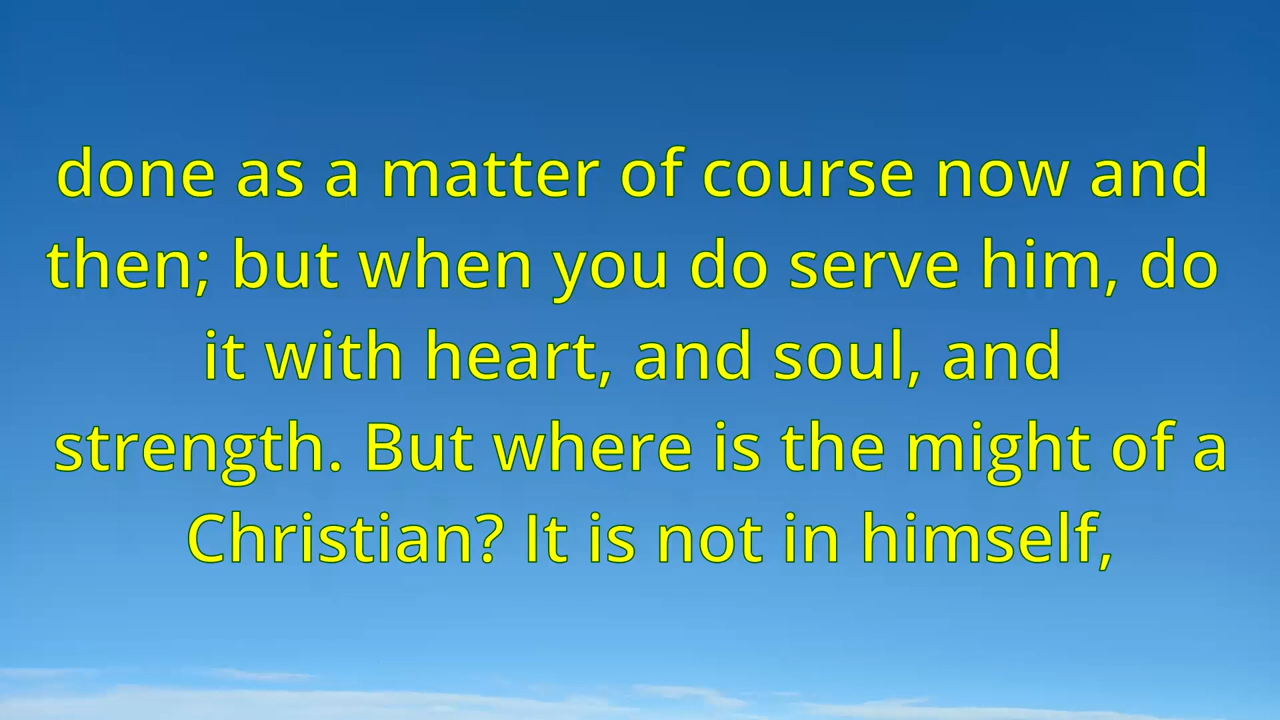 done as a matter of course now and
then; but when you do serve him, do
it with heart, and soul, and
strength. But where is the might of a
Christian? It is not in himself,